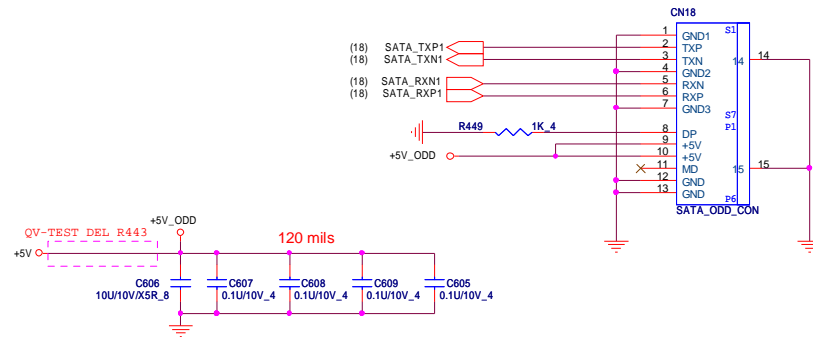 CN18
1 GND1 S1
(18) SATA_TXP1 2 TXP
(18) SATA_TXN1 3 TXN 14 14
4 GND2
(18) SATA_RXN1 5 RXN
(18) SATA_RXP1 6 RXP
7 GND3
S7
P1
R449 1K_4 8 DP
9 +5V
+5V_ODD 10 +5V
11 MD 15 15
12 GND
13 GND P6
SATA_ODD_CON
+5V_ODD
QV-TEST DEL R443
120 mils
+5V
C606 C607 C608 C609 C605
10U/10V/X5R_8 0.1U/10V_4 0.1U/10V_4 0.1U/10V_4 0.1U/10V_4